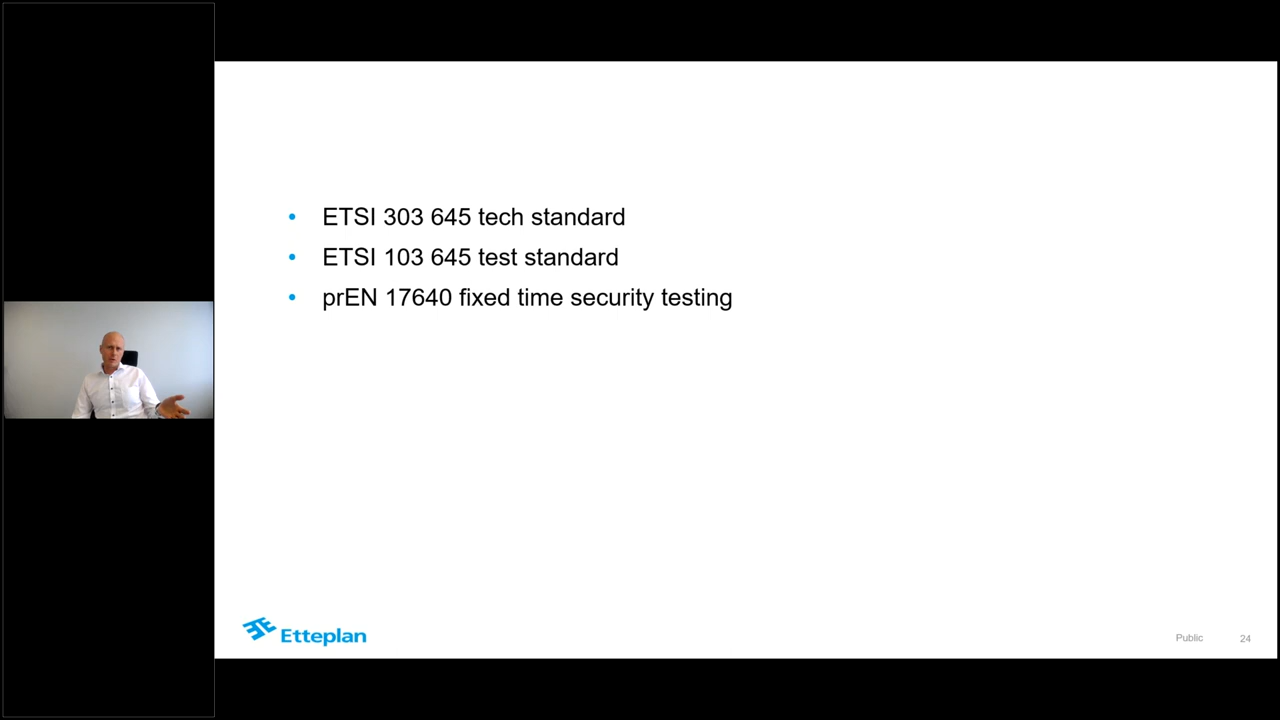 • ETSI 303 645 tech standard
• ETSI 103 645 test standard
• prEN 17640 fixed time security testing
Etteplan
Public
24